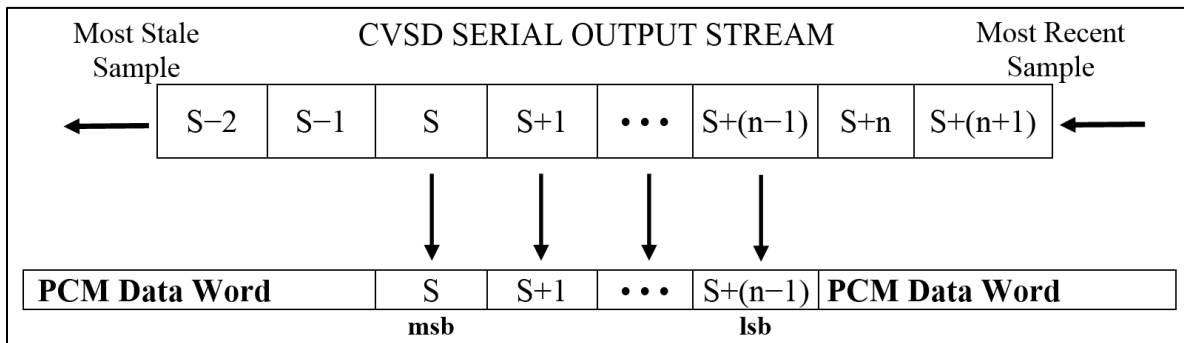 Most Stale Sample
CVSD SERIAL OUTPUT STREAM
Most Recent Sample
S−2 S−1 S S+1 ••• S+(n−1) S+n S+(n+1)
PCM Data Word S S+1 ••• S+(n−1) PCM Data Word
msb lsb